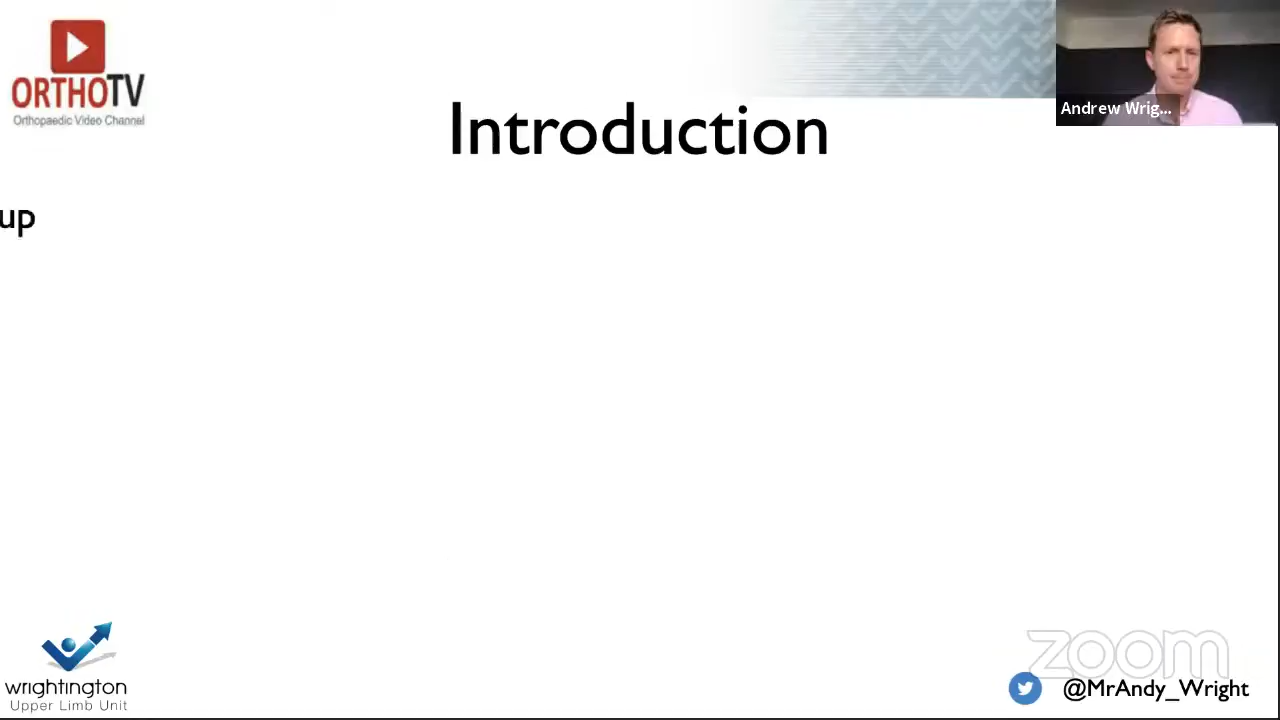 ORTHOTV
Orthopaedic Video Channel
Andrew Wrig...
Introduction
up
wrightington
Upper Limb Unit
zoom
@MrAndy_Wright